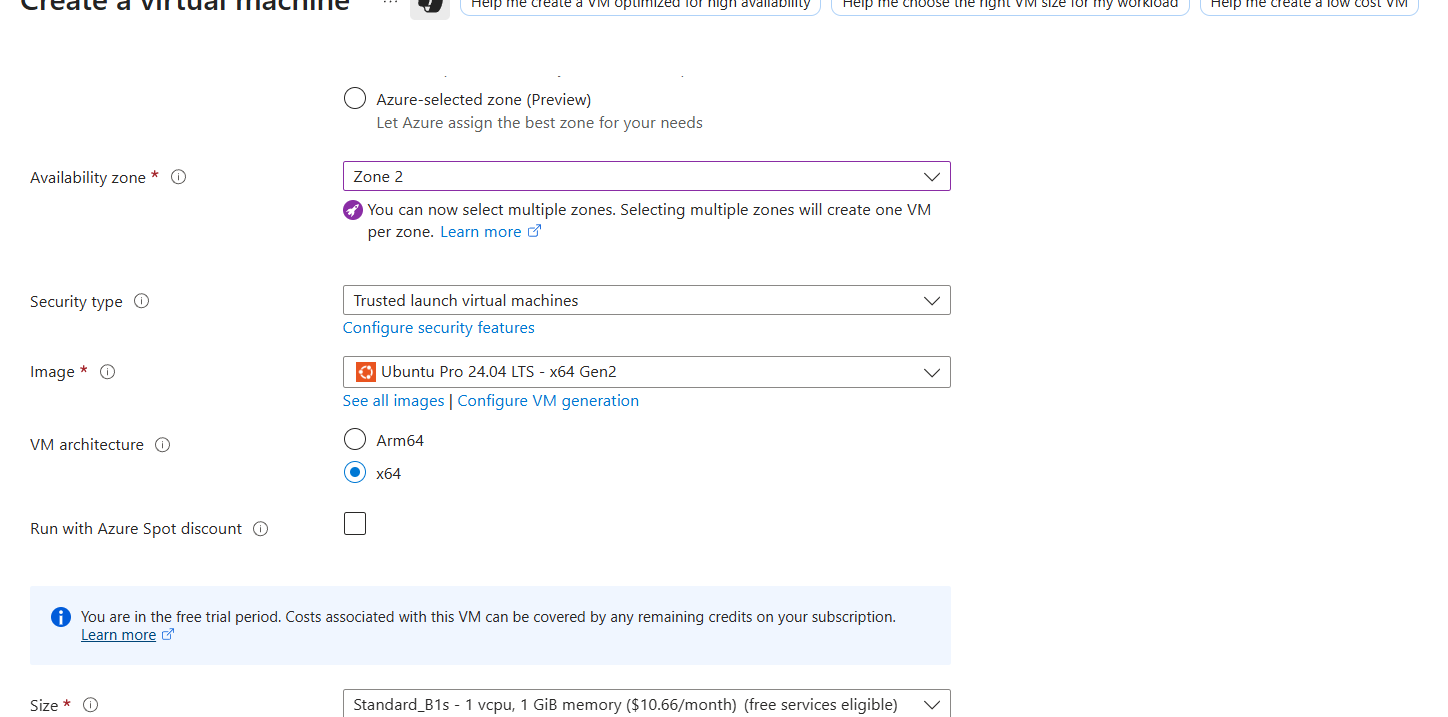 Create a virtual machine
Help me create a VM optimized for high availability
Help me choose the right VM size for my workload
Help me create a low cost VM
Azure-selected zone (Preview)
Let Azure assign the best zone for your needs
Availability zone *
Zone 2
You can now select multiple zones. Selecting multiple zones will create one VM
per zone. Learn more
Security type
Trusted launch virtual machines
Configure security features
Image *
Ubuntu Pro 24.04 LTS - x64 Gen2
See all images | Configure VM generation
VM architecture
Arm64
x64
Run with Azure Spot discount
You are in the free trial period. Costs associated with this VM can be covered by any remaining credits on your subscription.
Learn more
Size *
Standard_B1s - 1 vcpu, 1 GiB memory ($10.66/month) (free services eligible)